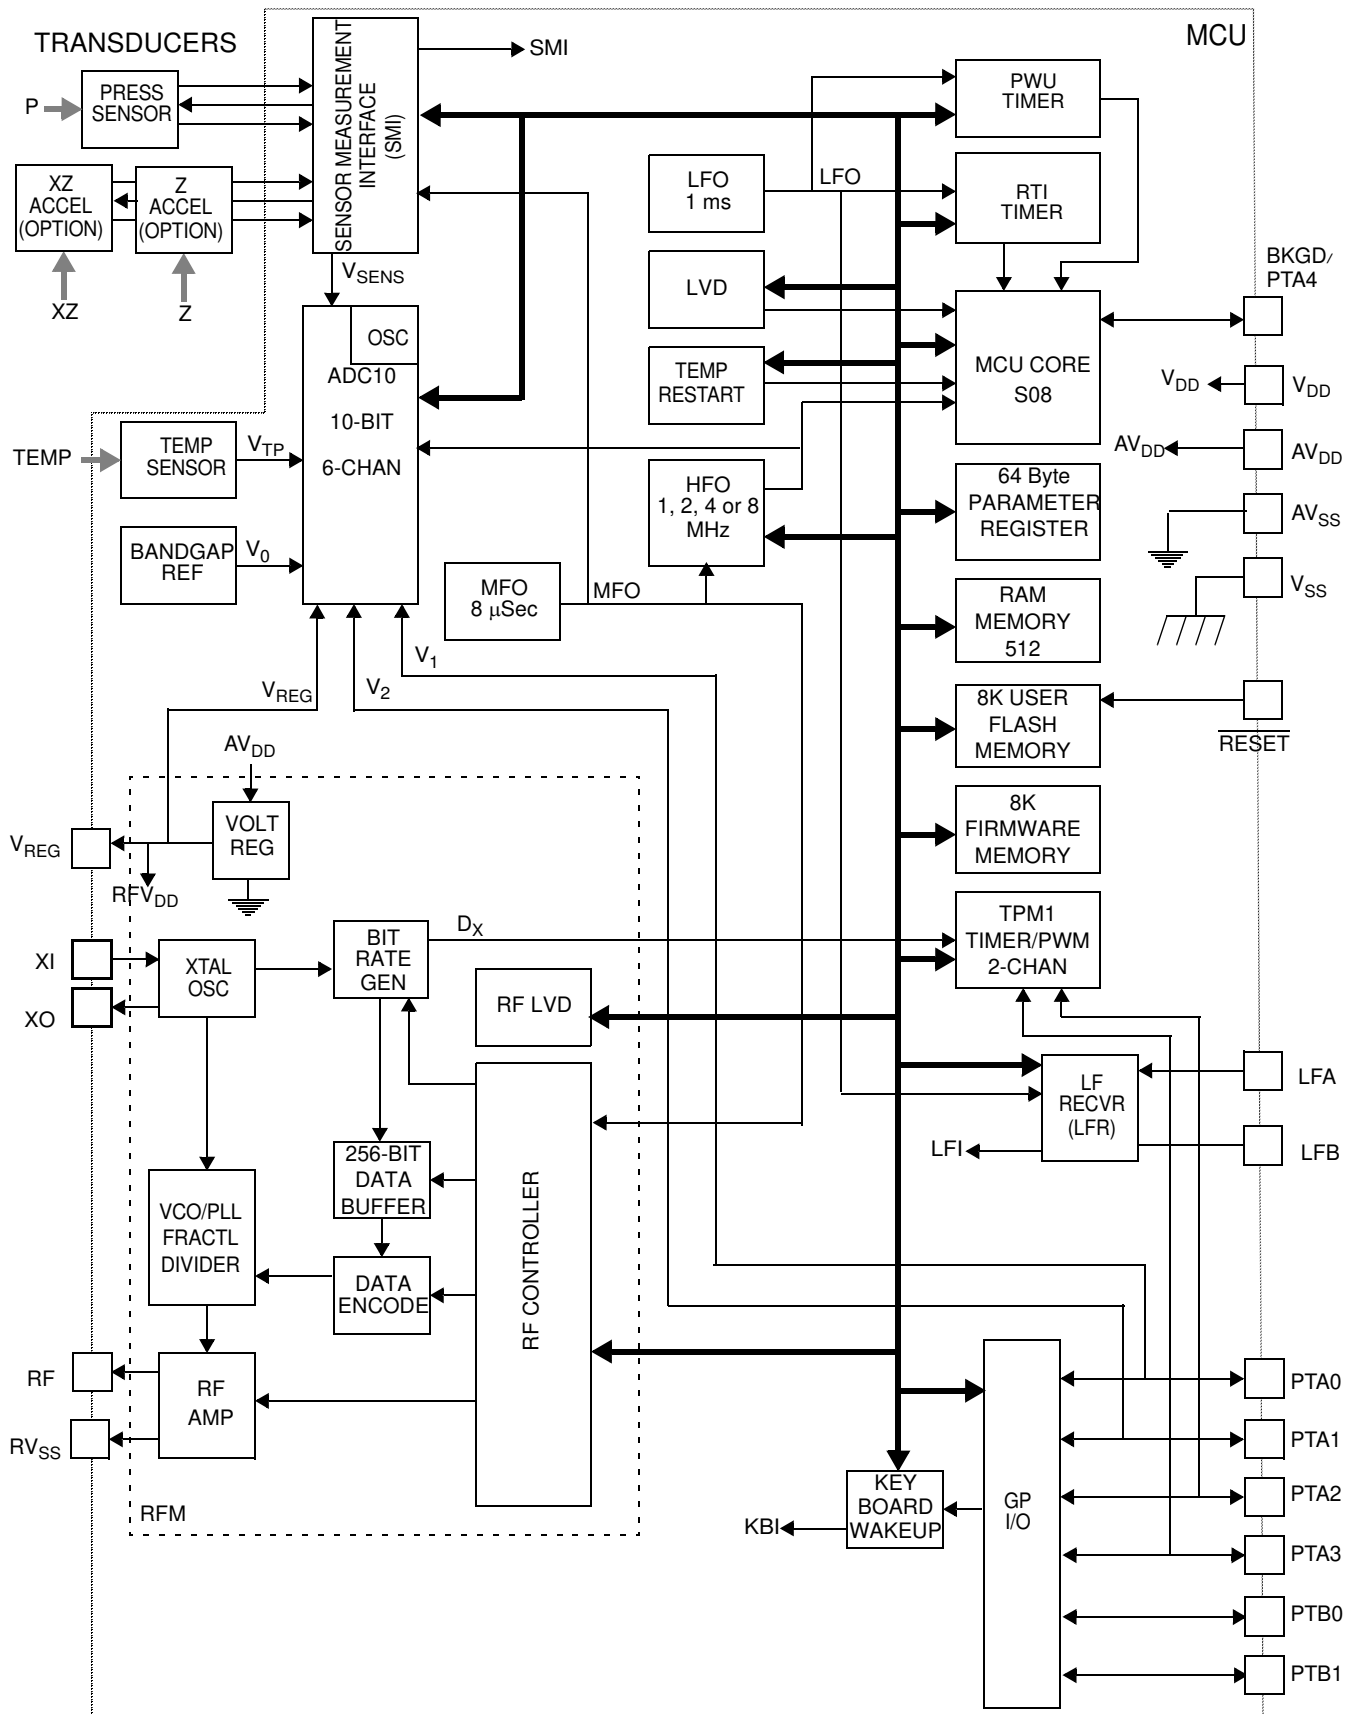 TRANSDUCERS
MCU
PRESS
SENSOR
P
XZ
ACCEL
(OPTION)
Z
ACCEL
(OPTION)
XZ
Z
SENSOR MEASUREMENT
INTERFACE
(SMI)
SMI
VSENS
OSC
ADC10
10-BIT
6-CHAN
TEMP
TEMP
SENSOR
VTP
BANDGAP
REF
V0
LFO
1 ms
LFO
LVD
TEMP
RESTART
HFO
1, 2, 4 or 8
MHz
MFO
8 μSec
MFO
PWU
TIMER
RTI
TIMER
MCU CORE
S08
64 Byte
PARAMETER
REGISTER
RAM
MEMORY
512
8K USER
FLASH
MEMORY
8K
FIRMWARE
MEMORY
TPM1
TIMER/PWM
2-CHAN
BKGD/
PTA4
VDD
VDD
AVDD
AVDD
AVSS
VSS
RESET
V1
V2
VREG
AVDD
VOLT
REG
VREG
RFVDD
XI
XO
XTAL
OSC
BIT
RATE
GEN
DX
RF LVD
RF CONTROLLER
256-BIT
DATA
BUFFER
DATA
ENCODE
VCO/PLL
FRACTL
DIVIDER
RF
AMP
RF
RVSS
RFM
LF
RECVR
(LFR)
LFI
LFA
LFB
KEY
BOARD
WAKEUP
KBI
GP
I/O
PTA0
PTA1
PTA2
PTA3
PTB0
PTB1